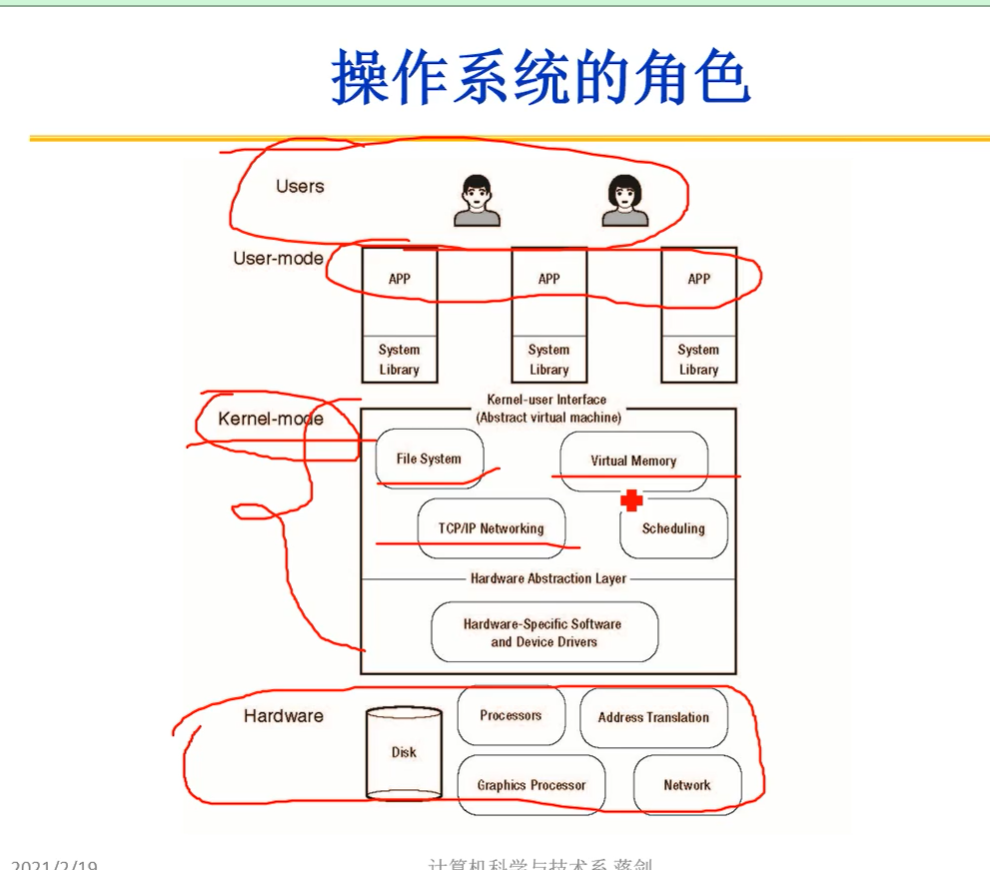 操作系统的角色
Users
User-mode
APP
APP
APP
System
Library
System
Library
System
Library
Kernel-user Interface
(Abstract virtual machine)
Kernel-mode
File System
Virtual Memory
TCP/IP Networking
Scheduling
Hardware Abstraction Layer
Hardware-Specific Software
and Device Drivers
Hardware
Disk
Processors
Address Translation
Graphics Processor
Network
2021/2/19
计算机科学与技术系 蒋剑